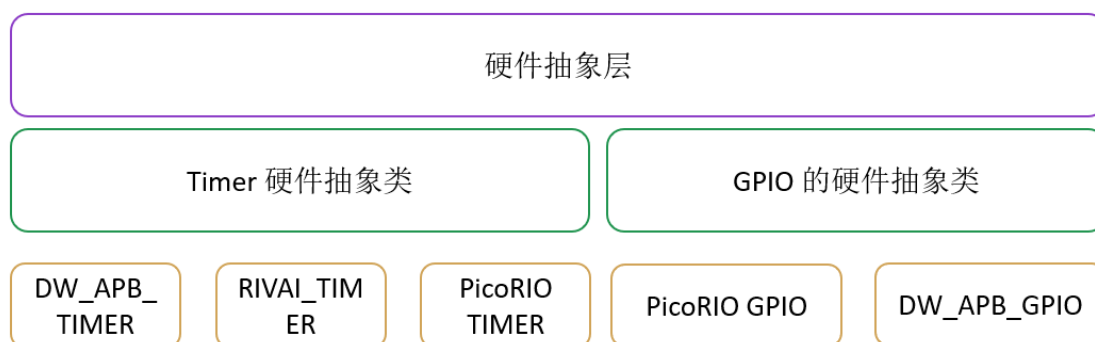 硬件抽象层
Timer 硬件抽象类
GPIO 的硬件抽象类
DW_APB_
TIMER
RIVAI_TIM
ER
PicoRIO
TIMER
PicoRIO GPIO
DW_APB_GPIO